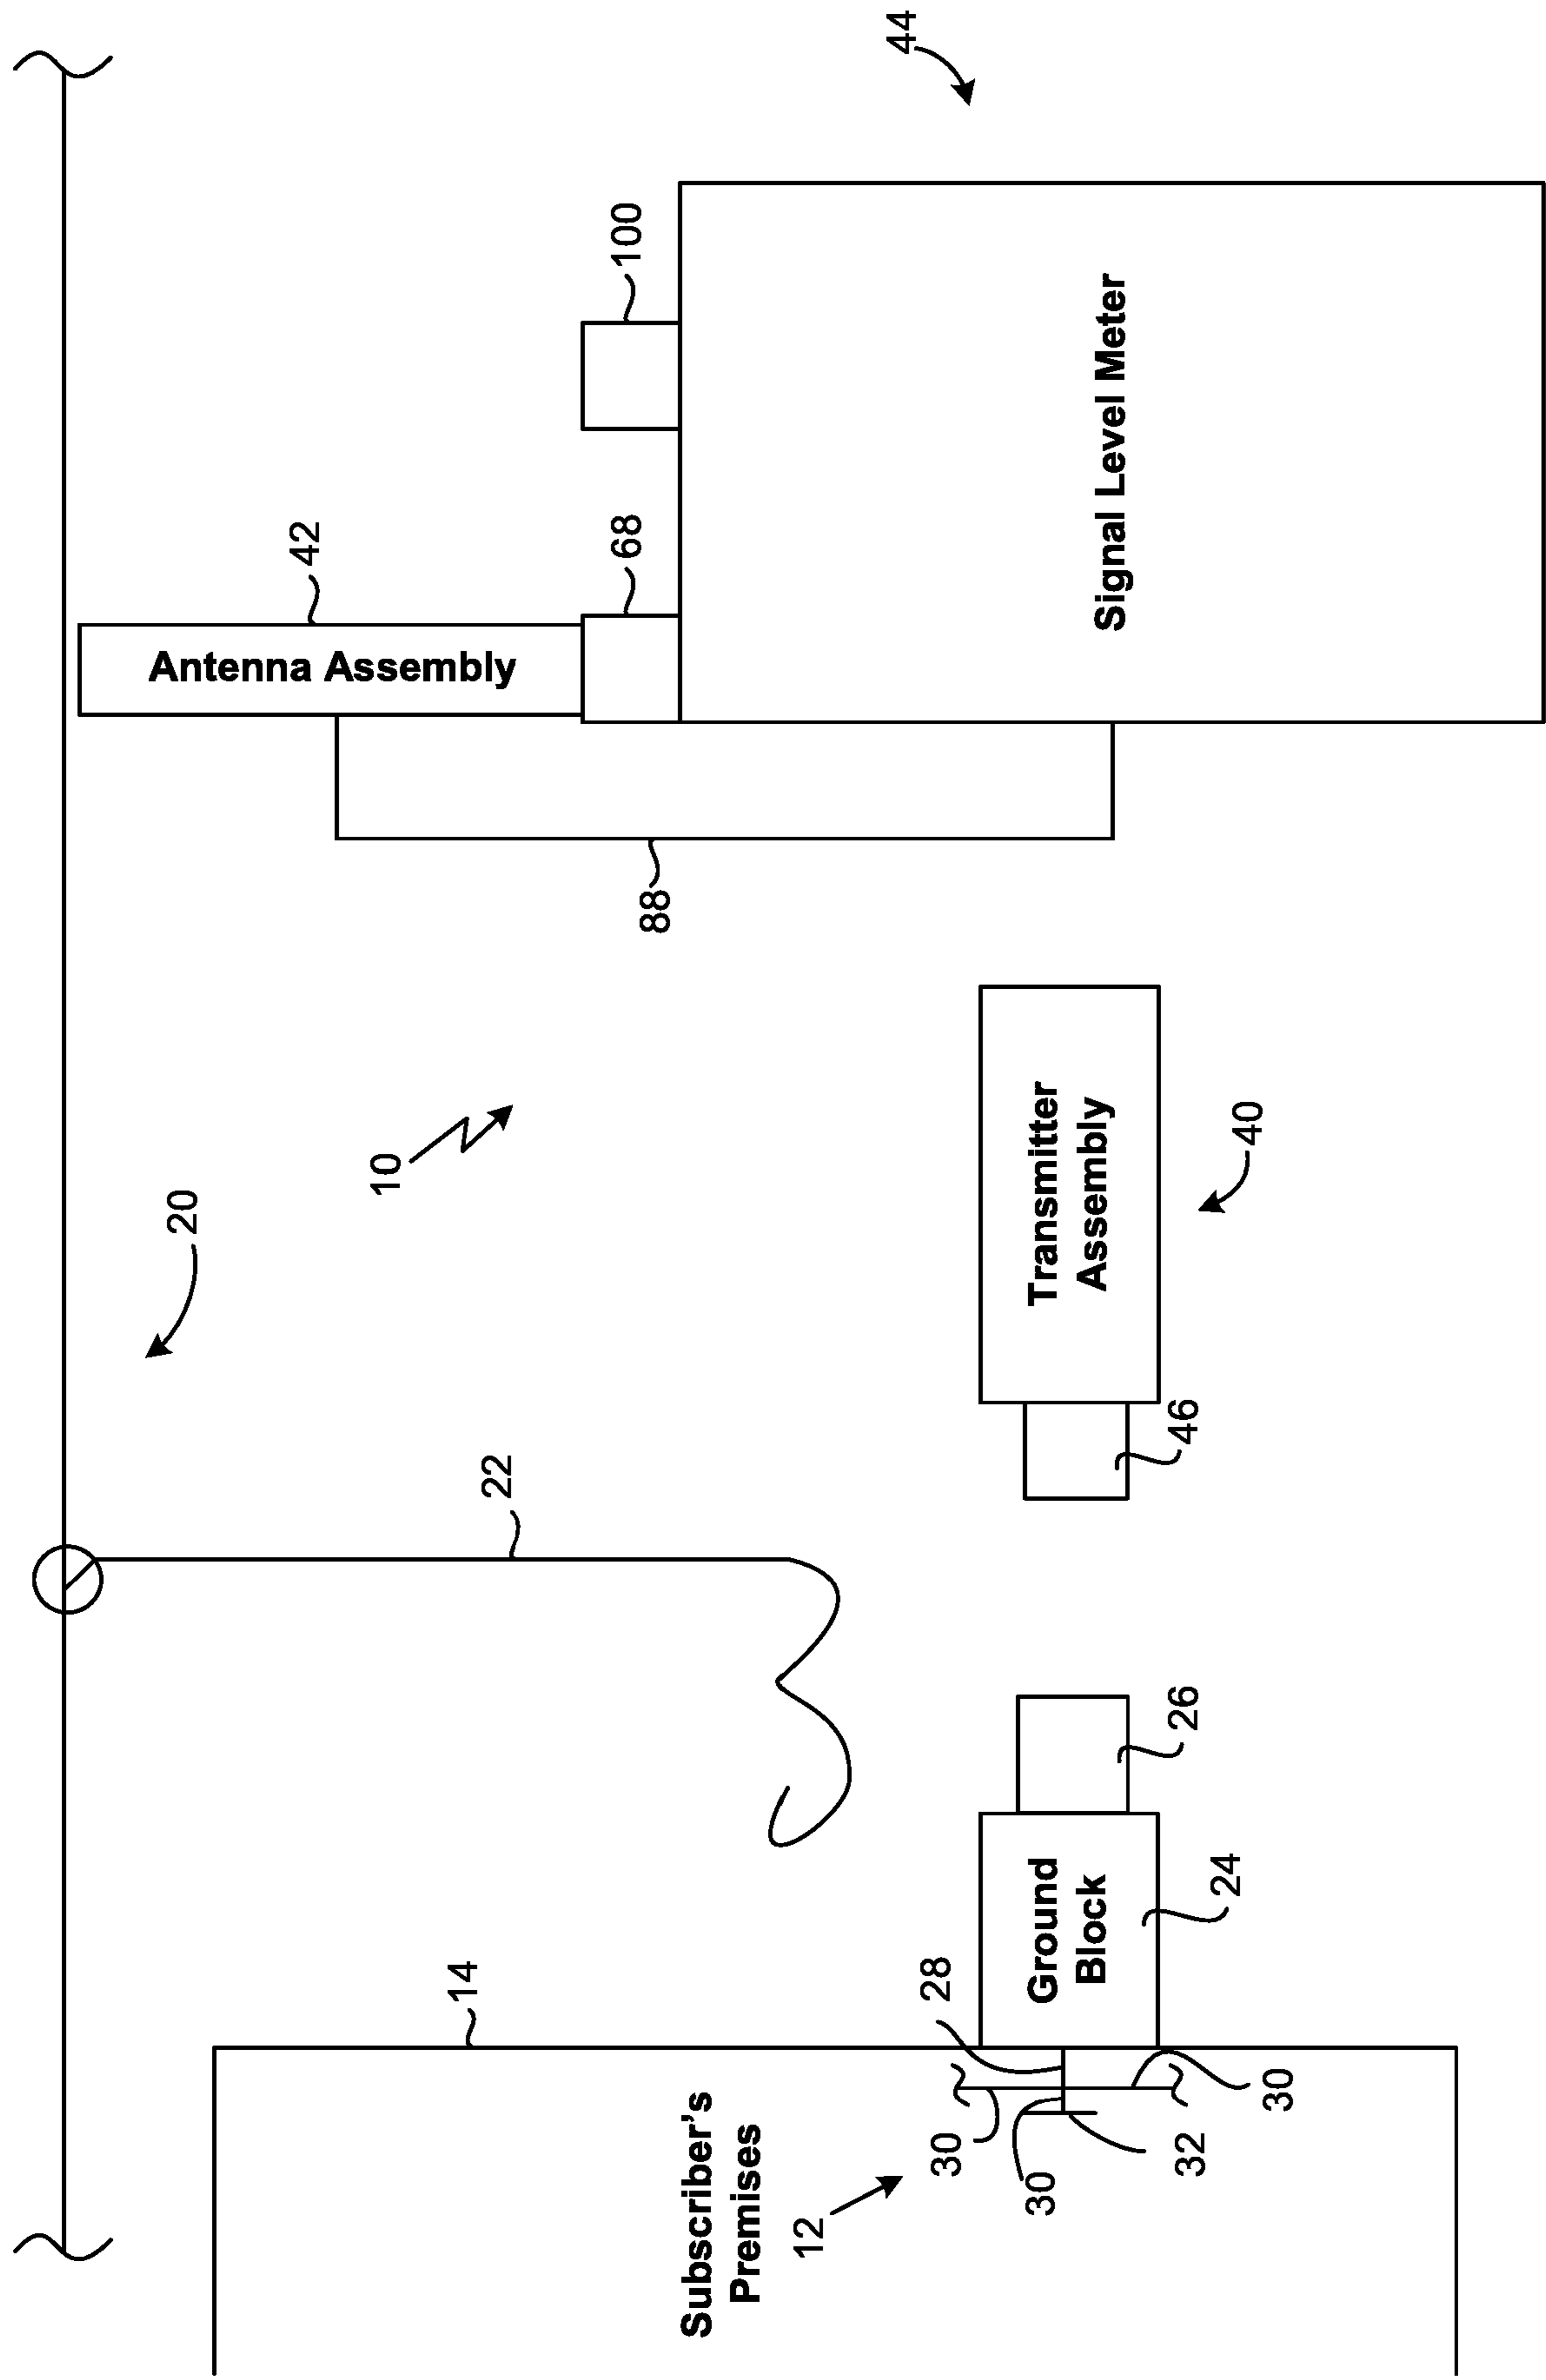 20
22
10
42
Antenna Assembly
68
100
44
88
Signal Level Meter
14
Subscriber's
Premises
12
30
30
28
32
30
Ground
Block
24
26
46
Transmitter
Assembly
40